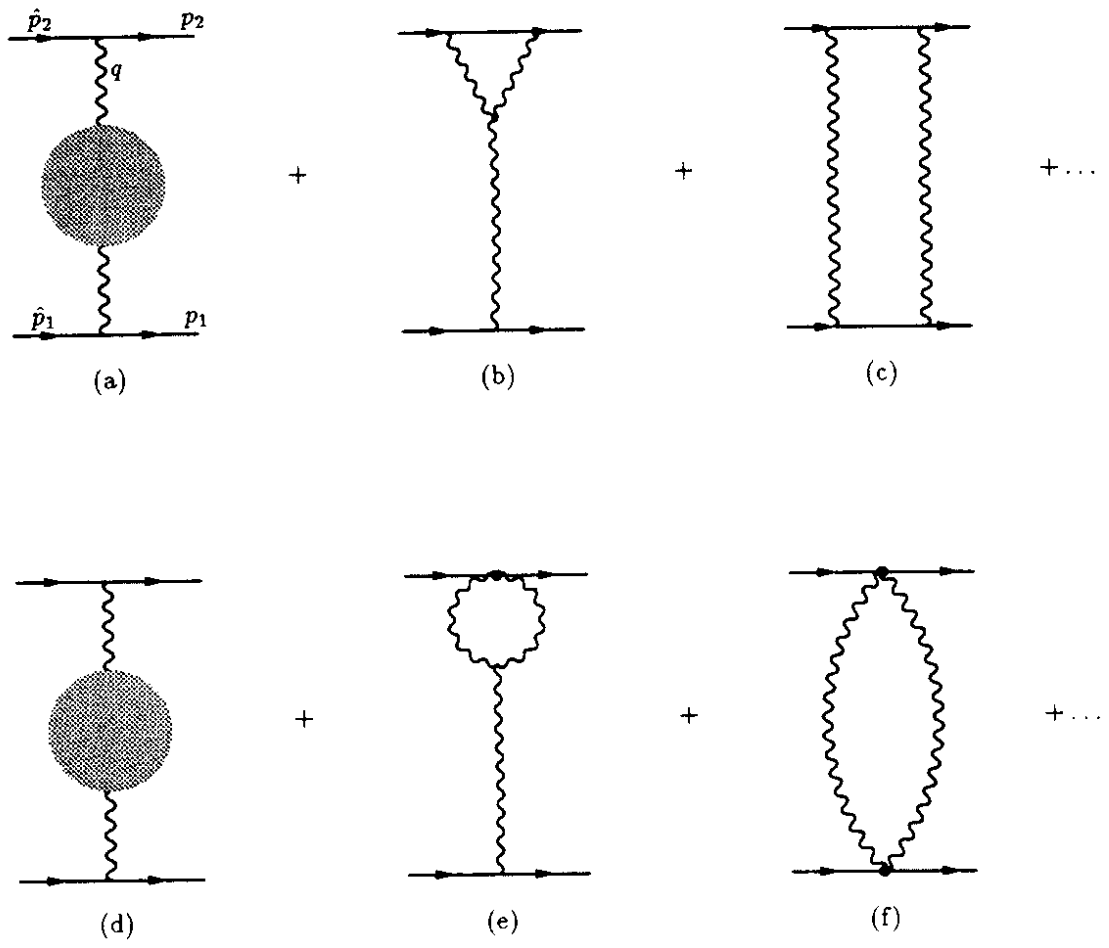 p̂₂ p₂
q
+ + + ...
p̂₁ p₁
(a) (b) (c)
+ + + ...
(d) (e) (f)